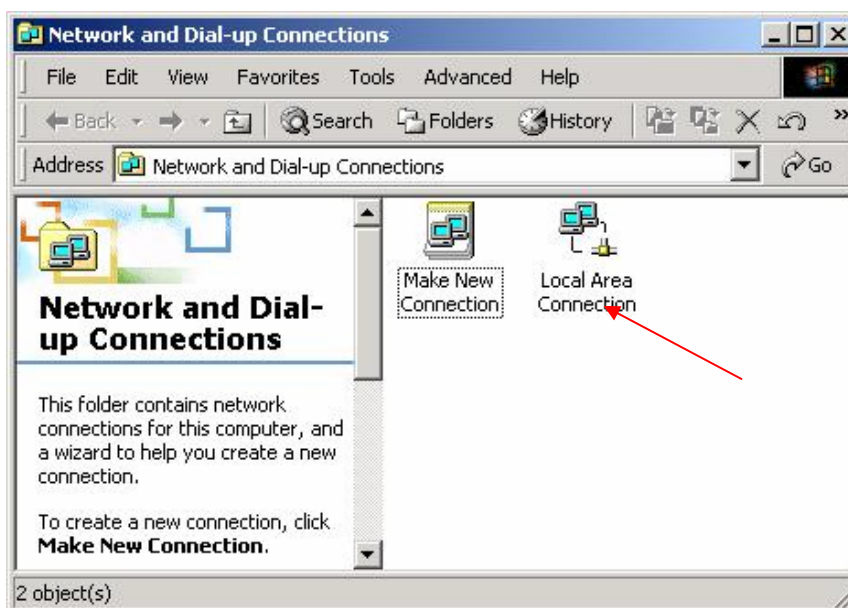 Network and Dial-up Connections
File Edit View Favorites Tools Advanced Help
Back Search Folders History »
Address Network and Dial-up Connections Go
Make New
Connection
Local Area
Connection
Network and Dial-
up Connections
This folder contains network
connections for this computer, and
a wizard to help you create a new
connection.
To create a new connection, click
Make New Connection.
2 object(s)